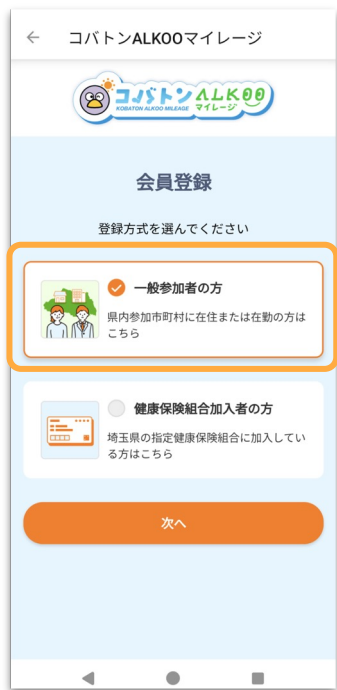 コバトンALKOOマイレージ
コバトン ALKOO
KOBATON ALKOO MILEAGE マイレージ
会員登録
登録方式を選んでください
一般参加者の方
県内参加市町村に在住または在勤の方は
こちら
健康保険組合加入者の方
埼玉県の指定健康保険組合に加入してい
る方はこちら
次へ